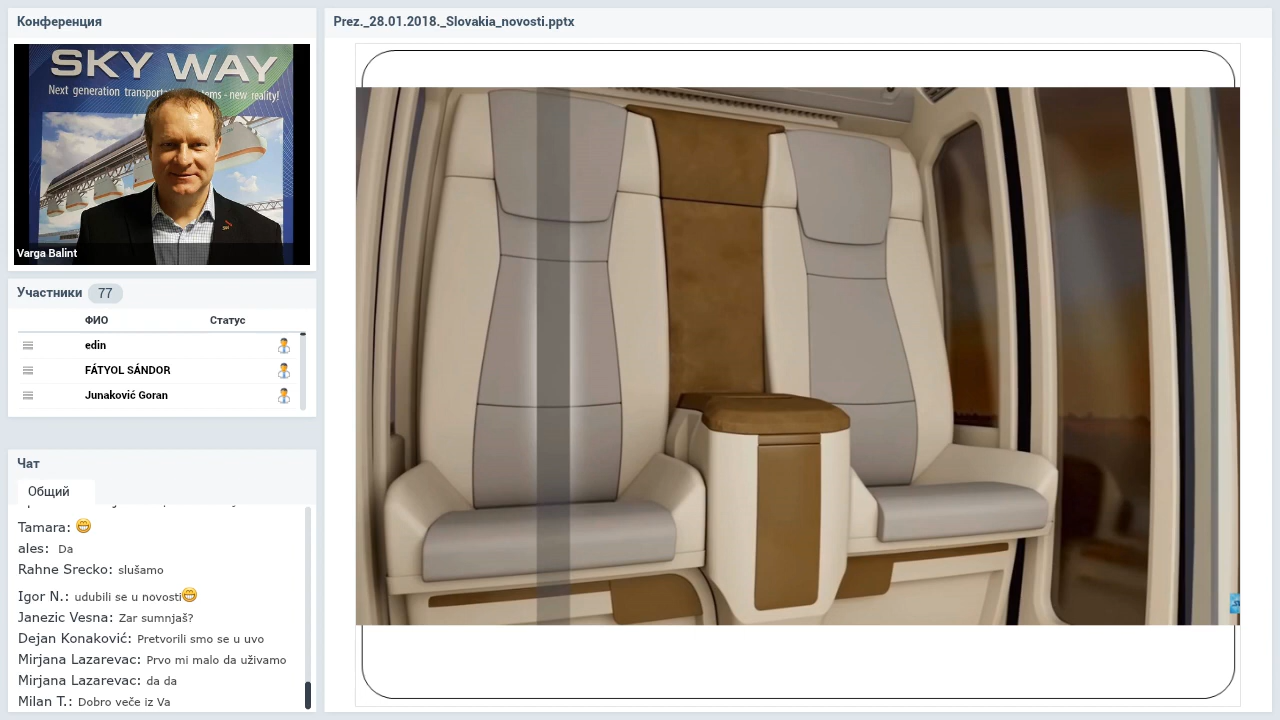 Конференция
SKY WAY
Next generation transportation systems - new reality!
Varga Balint
Участники 77
ФИО Статус
edin
FÁTYOL SÁNDOR
Junaković Goran
Чат
Общий
Tamara:
ales: Da
Rahne Srecko: slušamo
Igor N.: udubili se u novosti
Janezic Vesna: Zar sumnjaš?
Dejan Konaković: Pretvorili smo se u uvo
Mirjana Lazarevac: Prvo mi malo da uživamo
Mirjana Lazarevac: da da
Milan T.: Dobro veče iz Va
Prez._28.01.2018._Slovakia_novosti.pptx